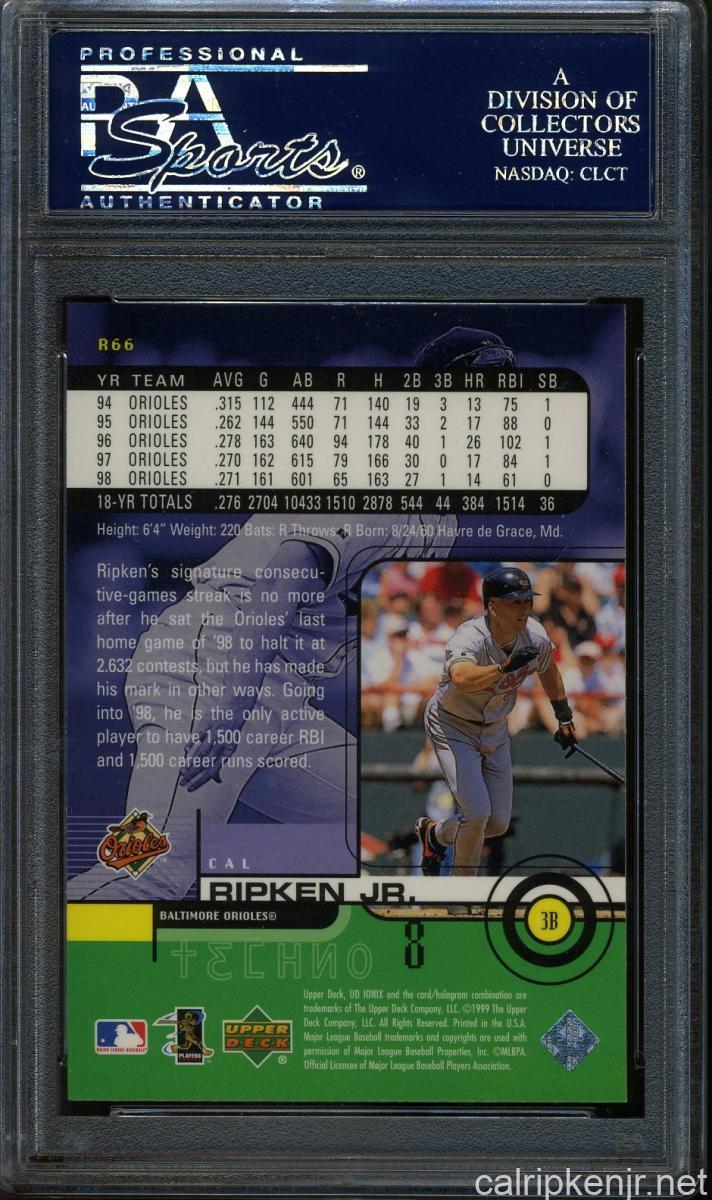 PROFESSIONAL
PSA
Sports®
AUTHENTICATOR
A
DIVISION OF
COLLECTORS
UNIVERSE
NASDAQ: CLCT
R66
YR TEAM AVG G AB R H 2B 3B HR RBI SB
94 ORIOLES .315 112 444 71 140 19 3 13 75 1
95 ORIOLES .262 144 550 71 144 33 2 17 88 0
96 ORIOLES .278 163 640 94 178 40 1 26 102 1
97 ORIOLES .270 162 615 79 166 30 0 17 84 1
98 ORIOLES .271 161 601 65 163 27 1 14 61 0
18-YR TOTALS .276 2704 10433 1510 2878 544 44 384 1514 36
Height: 6'4" Weight: 220 Bats: R Throws: R Born: 8/24/60 Havre de Grace, Md.
Ripken's signature consecu-
tive-games streak is no more
after he sat the Orioles' last
home game of '98 to halt it at
2.632 contests, but he has made
his mark in other ways. Going
into '98, he is the only active
player to have 1,500 career RBI
and 1,500 career runs scored.
Orioles
CAL
RIPKEN JR.
BALTIMORE ORIOLES®
3B
8
Upper Deck, UD IONIX and the card/hologram combination are
trademarks of The Upper Deck Company, LLC. ©1999 The Upper
Deck Company, LLC. All Rights Reserved. Printed in the U.S.A.
Major League Baseball trademarks and copyrights are used with
permission of Major League Baseball Properties, Inc. ©MLBPA.
Official Licensee of Major League Baseball Players Association.
MAJOR LEAGUE BASEBALL
PLAYERS
UPPER
DECK®
calripkenjr.net